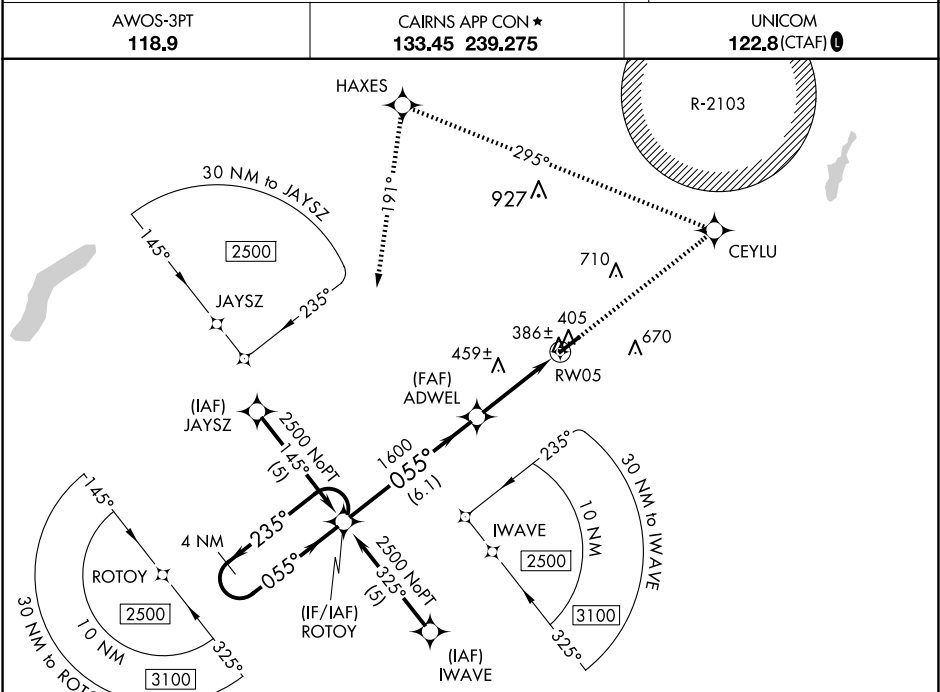 AWOS-3PT
118.9
CAIRNS APP CON ★
133.45 239.275
UNICOM
122.8 (CTAF) L
HAXES
R-2103
295°
191°
927
CEYLU
710
30 NM to JAYSZ
145°
2500
235°
JAYSZ
405
386±
670
459±
RW05
(FAF)
ADWEL
(IAF)
JAYSZ
2500 NoPT
145°
(5)
1600
055°
(6.1)
235°
4 NM
055°
(IF/IAF)
ROTOY
2500 NoPT
325°
(5)
(IAF)
IWAVE
235°
10 NM
30 NM to IWAVE
IWAVE
2500
3100
325°
145°
ROTOY
2500
10 NM
325°
3100
30 NM to ROTO